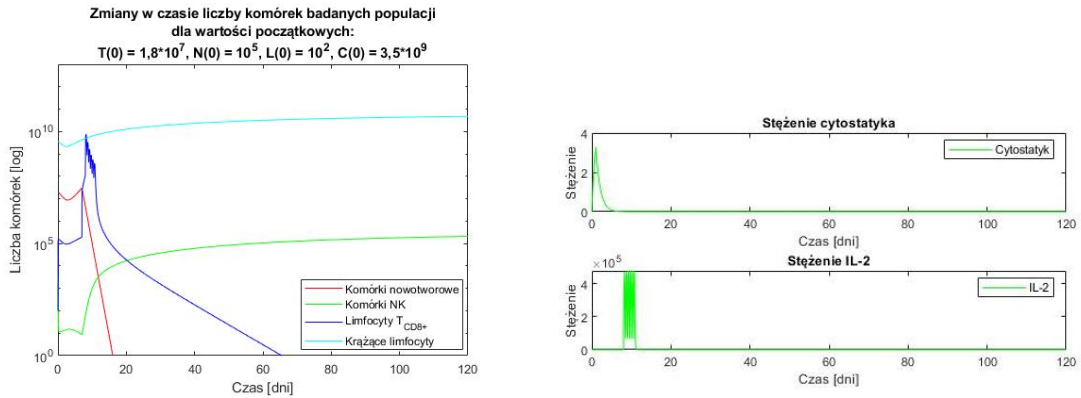 Zmiany w czasie liczby komórek badanych populacji
dla wartości początkowych:
T(0) = 1,8*10^7, N(0) = 10^5, L(0) = 10^2, C(0) = 3,5*10^9
10^10
10^5
10^0
Liczba komórek [log]
0 20 40 60 80 100 120
Czas [dni]
Komórki nowotworowe
Komórki NK
Limfocyty T_CD8+
Krążące limfocyty
Stężenie cytostatyka
4
2
0
Stężenie
Cytostatyk
0 20 40 60 80 100 120
Czas [dni]
Stężenie IL-2
×10^5
4
2
0
Stężenie
IL-2
0 20 40 60 80 100 120
Czas [dni]